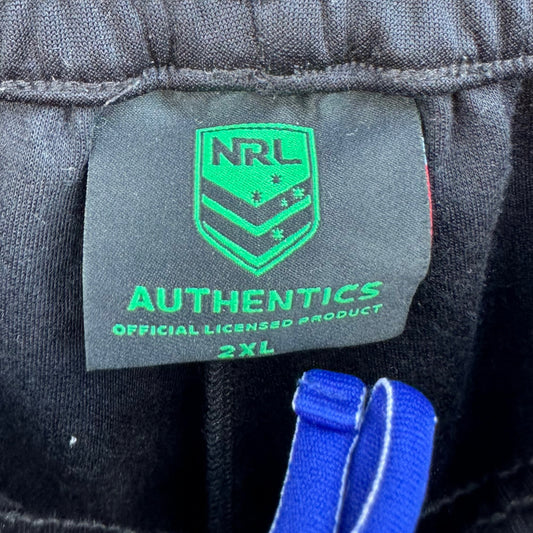 NRL
AUTHENTICS
OFFICIAL LICENSED PRODUCT
2XL